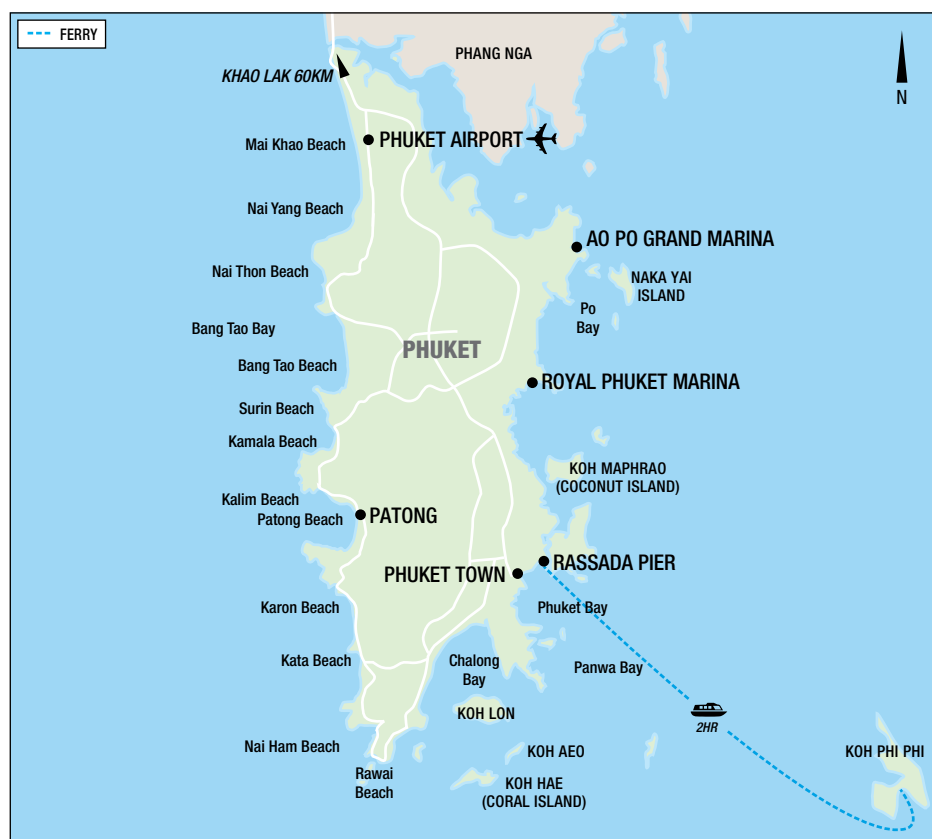 FERRY
PHANG NGA
KHAO LAK 60KM
N
Mai Khao Beach
PHUKET AIRPORT
Nai Yang Beach
AO PO GRAND MARINA
Nai Thon Beach
NAKA YAI
ISLAND
Po
Bay
Bang Tao Bay
PHUKET
Bang Tao Beach
ROYAL PHUKET MARINA
Surin Beach
Kamala Beach
KOH MAPHRAO
(COCONUT ISLAND)
Kalim Beach
Patong Beach
PATONG
RASSADA PIER
PHUKET TOWN
Karon Beach
Phuket Bay
Kata Beach
Chalong
Bay
Panwa Bay
KOH LON
2HR
Nai Ham Beach
KOH AEO
KOH PHI PHI
Rawai
Beach
KOH HAE
(CORAL ISLAND)